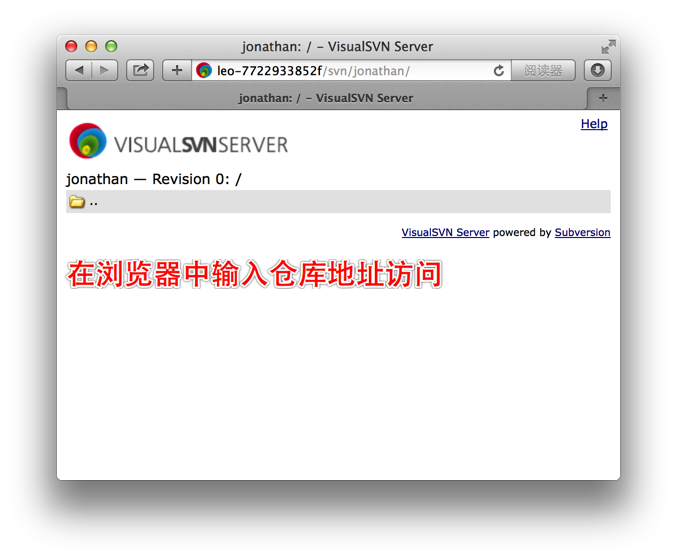 jonathan: / – VisualSVN Server
leo-7722933852f/svn/jonathan/
阅读器
jonathan: / – VisualSVN Server
Help
VISUALSVNSERVER
jonathan — Revision 0: /
..
VisualSVN Server powered by Subversion
在浏览器中输入仓库地址访问